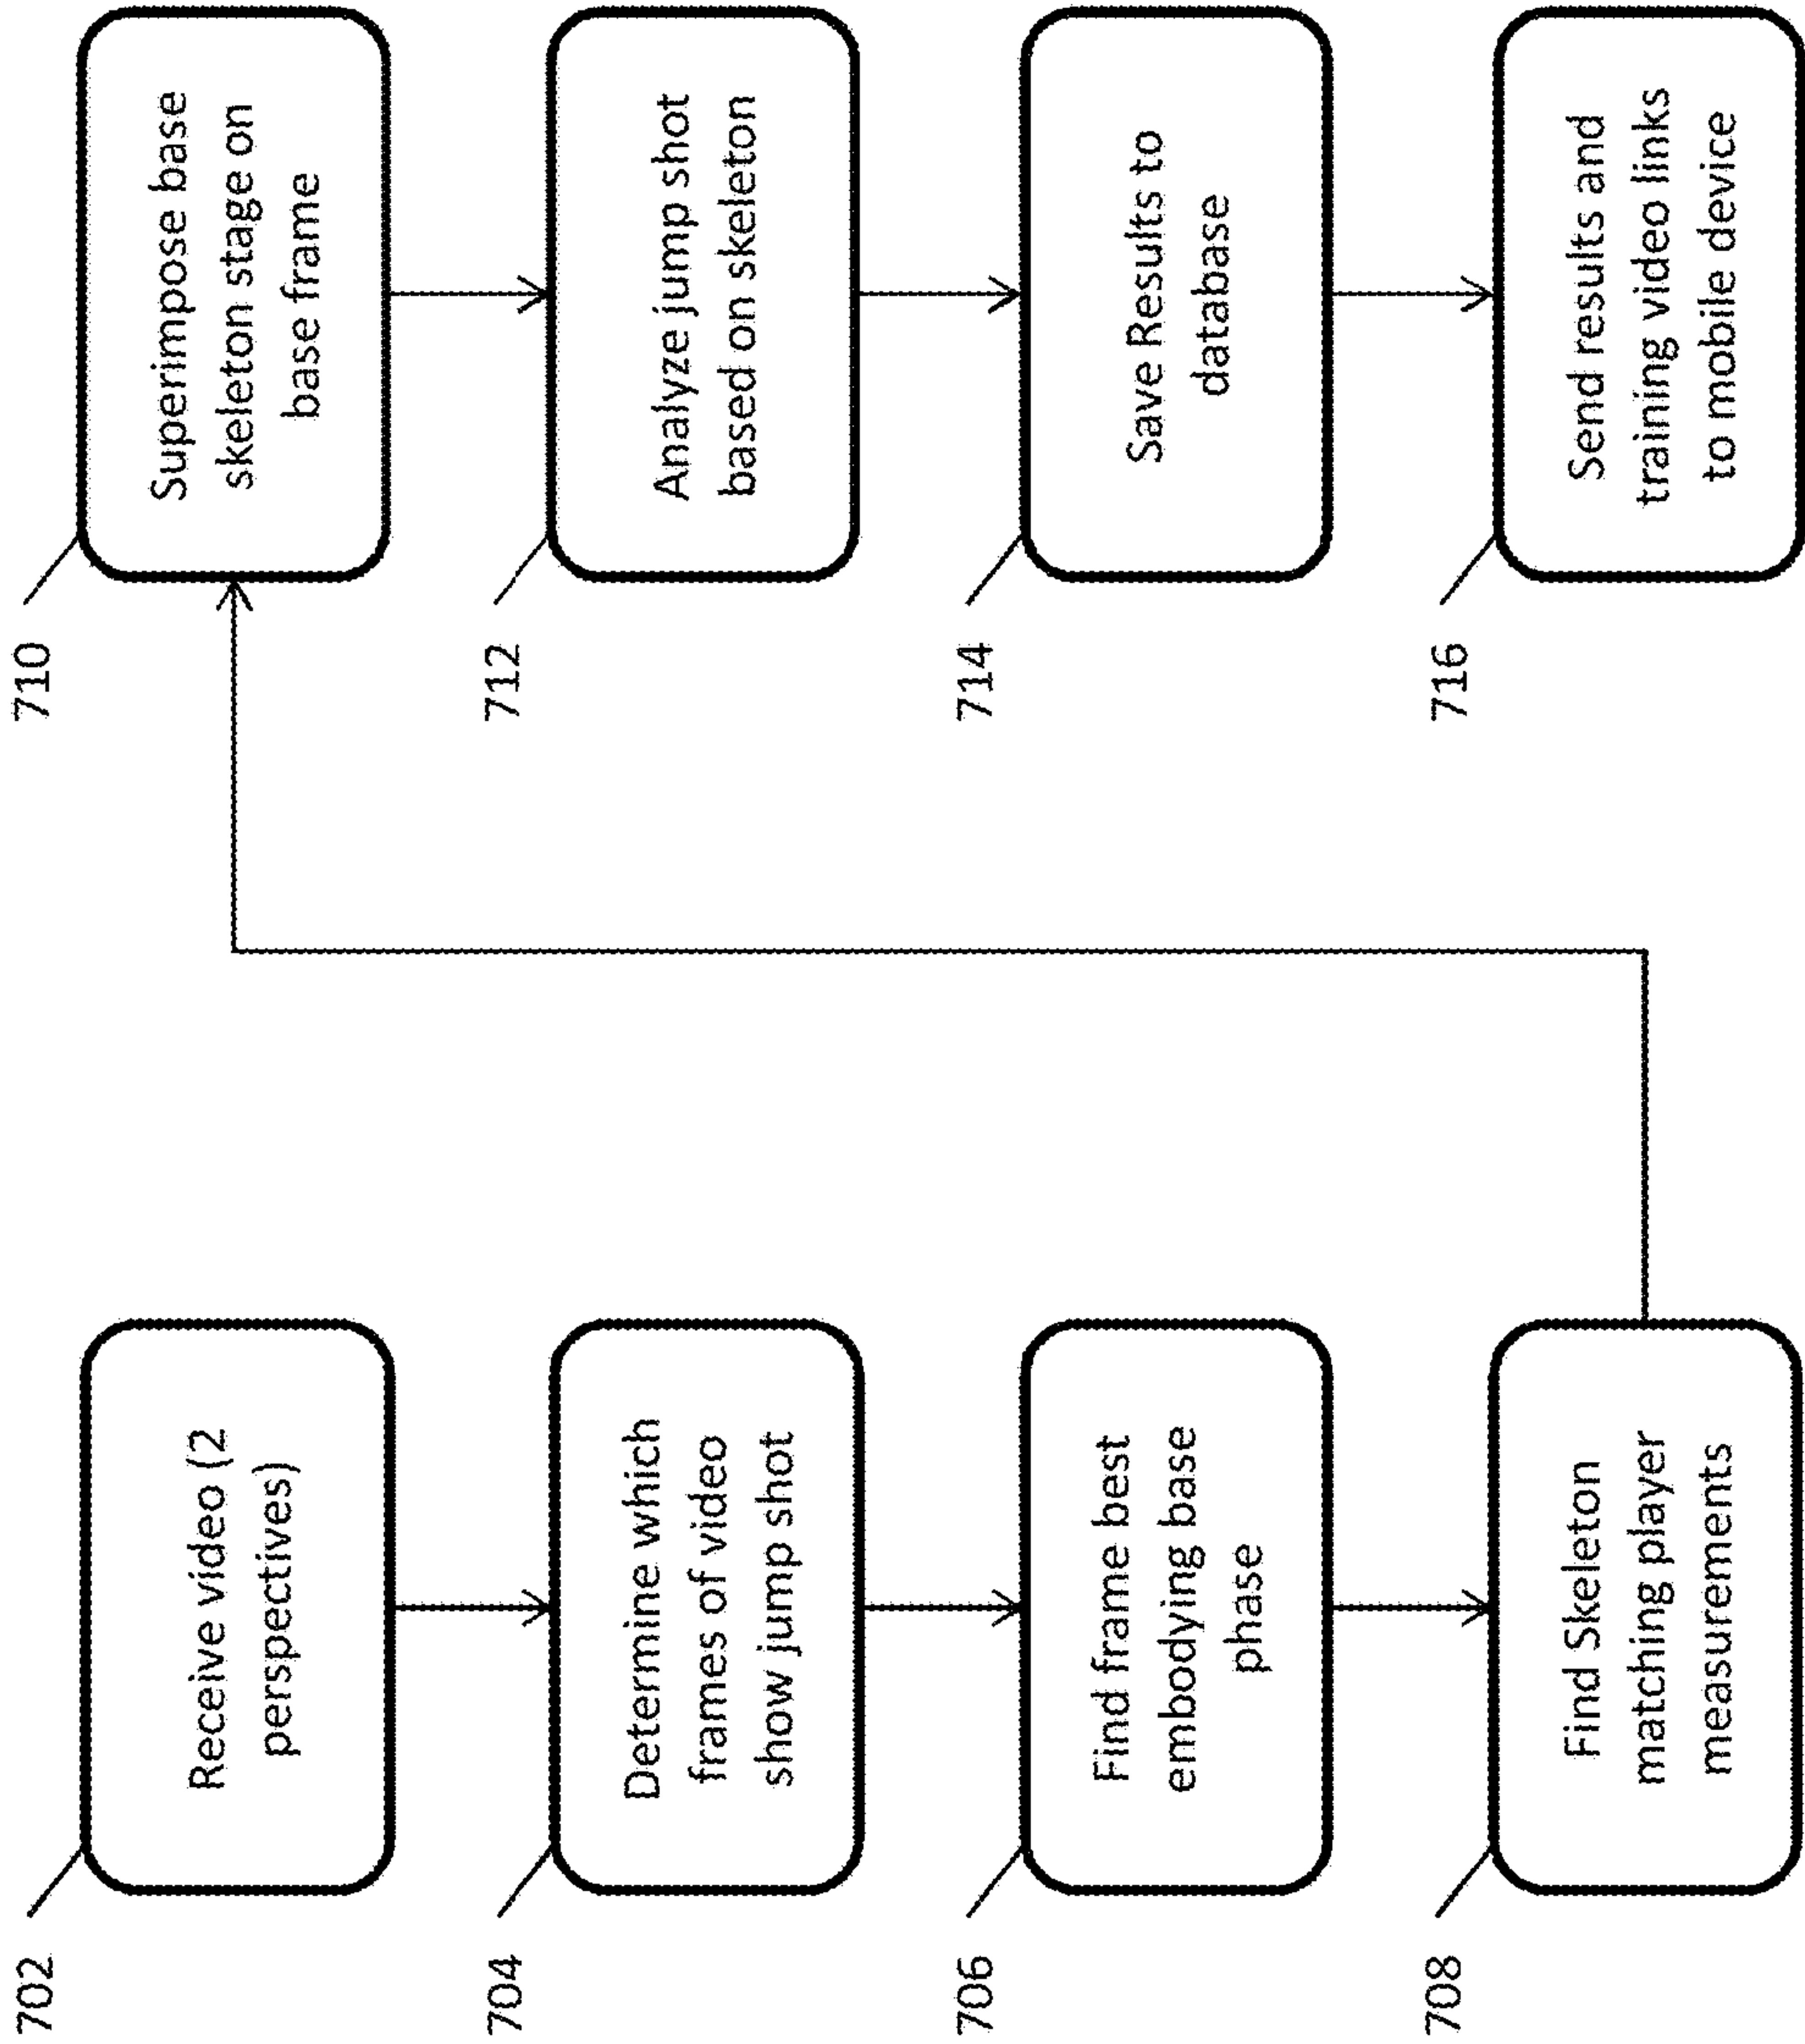 702
Receive video (2
perspectives)
704
Determine which
frames of video
show jump shot
706
Find frame best
embodying base
phase
708
Find Skeleton
matching player
measurements
710
Superimpose base
skeleton stage on
base frame
712
Analyze jump shot
based on skeleton
714
Save Results to
database
716
Send results and
training video links
to mobile device